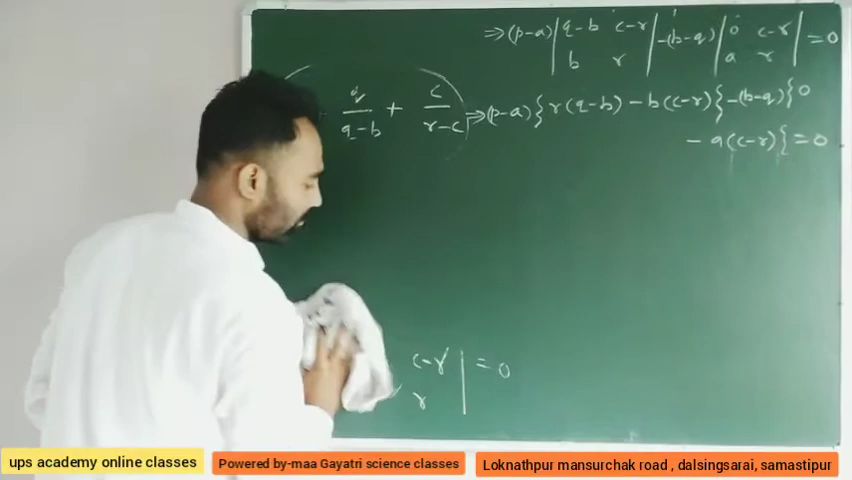 ⇒ (p-a) | q-b c-r | -(b-q) | 0 c-r | = 0
b r a r
q/q-b + c/r-c
⇒ (p-a) { r(q-b) - b(c-r) } -(b-q) { 0
- a(c-r) } = 0
c-r | = 0
r
ups academy online classes
Powered by-maa Gayatri science classes
Loknathpur mansurchak road , dalsingsarai, samastipur